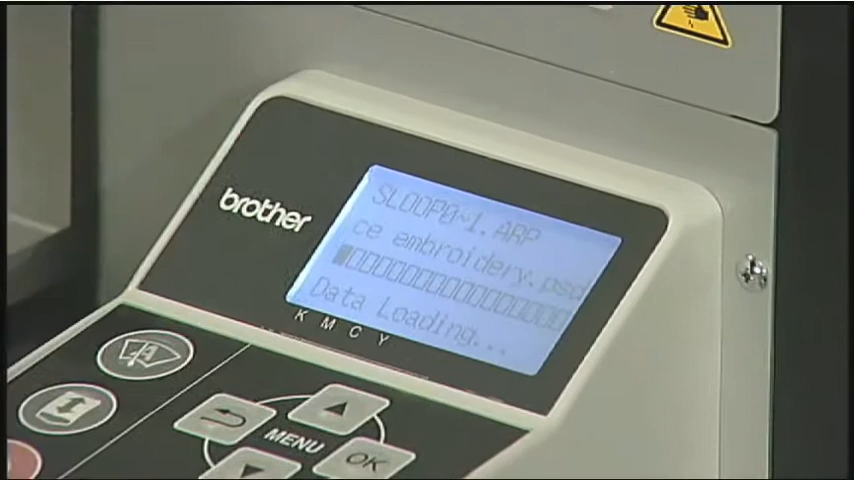 brother
SLOOP0~1.ARP
ce embroidery.psd
Data Loading...
K M C Y
MENU
OK